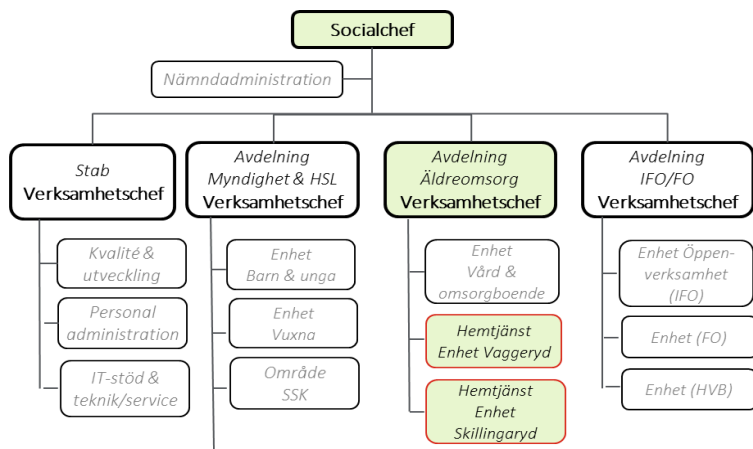 Socialchef
Nämndadministration
Stab
Verksamhetschef
Avdelning
Myndighet & HSL
Verksamhetschef
Avdelning
Äldreomsorg
Verksamhetschef
Avdelning
IFO/FO
Verksamhetschef
Kvalité &
utveckling
Personal
administration
IT-stöd &
teknik/service
Enhet
Barn & unga
Enhet
Vuxna
Område
SSK
Enhet
Vård &
omsorgboende
Hemtjänst
Enhet Vaggeryd
Hemtjänst
Enhet
Skillingaryd
Enhet Öppen-
verksamhet
(IFO)
Enhet (FO)
Enhet (HVB)